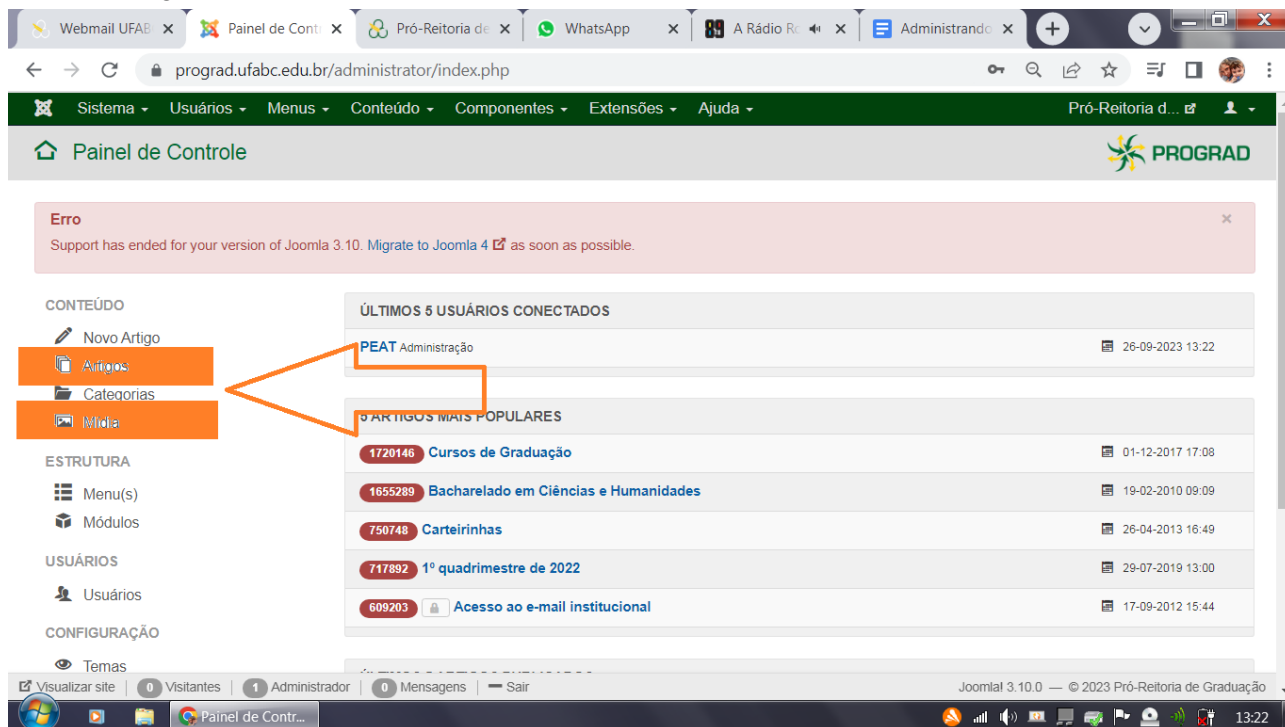 Webmail UFAB
Painel de Contr
Pró-Reitoria de
WhatsApp
A Rádio Ro
Administrando
prograd.ufabc.edu.br/administrator/index.php
Sistema Usuários Menus Conteúdo Componentes Extensões Ajuda Pró-Reitoria d...
Painel de Controle
PROGRAD
Erro
Support has ended for your version of Joomla 3.10. Migrate to Joomla 4 as soon as possible.
CONTEÚDO
Novo Artigo
Artigos
Categorias
Mídia
ESTRUTURA
Menu(s)
Módulos
USUÁRIOS
Usuários
CONFIGURAÇÃO
Temas
ÚLTIMOS 5 USUÁRIOS CONECTADOS
PEAT Administração 26-09-2023 13:22
5 ARTIGOS MAIS POPULARES
1720146 Cursos de Graduação 01-12-2017 17:08
1655289 Bacharelado em Ciências e Humanidades 19-02-2010 09:09
750748 Carteirinhas 26-04-2013 16:49
717892 1º quadrimestre de 2022 29-07-2019 13:00
609203 Acesso ao e-mail institucional 17-09-2012 15:44
Visualizar site 0 Visitantes 1 Administrador 0 Mensagens Sair Joomla! 3.10.0 — © 2023 Pró-Reitoria de Graduação
Painel de Contr... 13:22